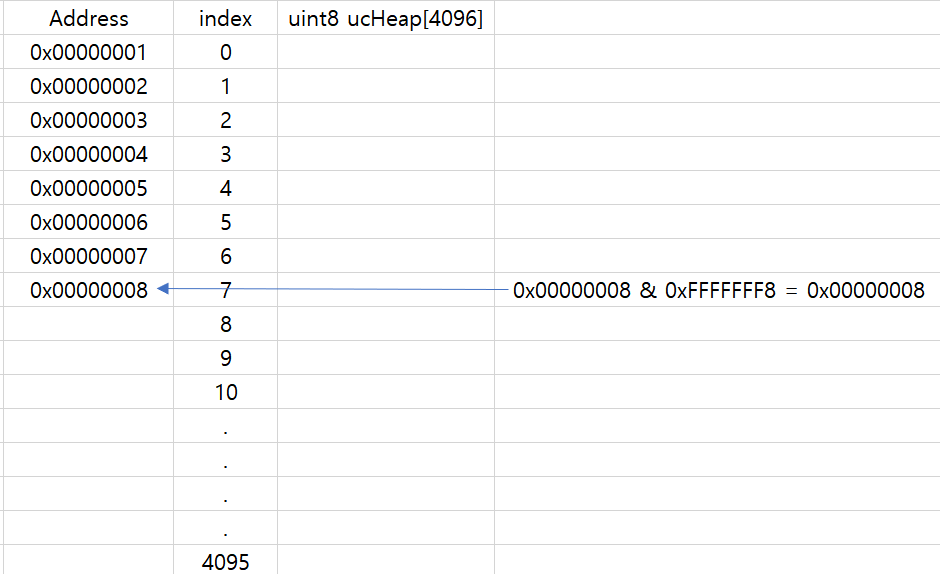 Address index uint8 ucHeap[4096]
0x00000001 0
0x00000002 1
0x00000003 2
0x00000004 3
0x00000005 4
0x00000006 5
0x00000007 6
0x00000008 7 0x00000008 & 0xFFFFFFF8 = 0x00000008
8
9
10
.
.
.
.
4095